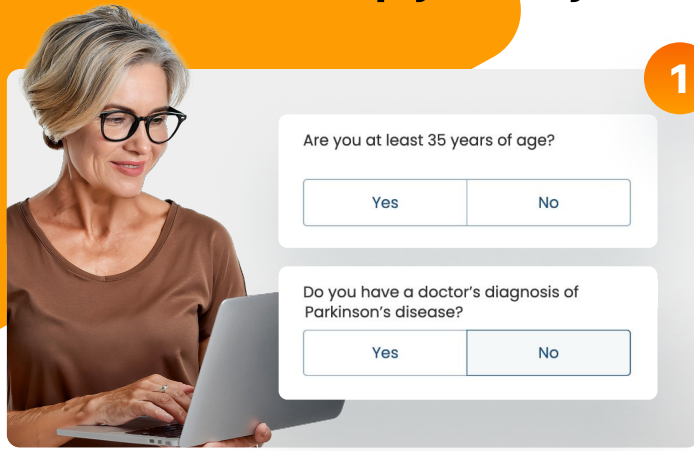 1
Are you at least 35 years of age?
Yes No
Do you have a doctor's diagnosis of
Parkinson's disease?
Yes No